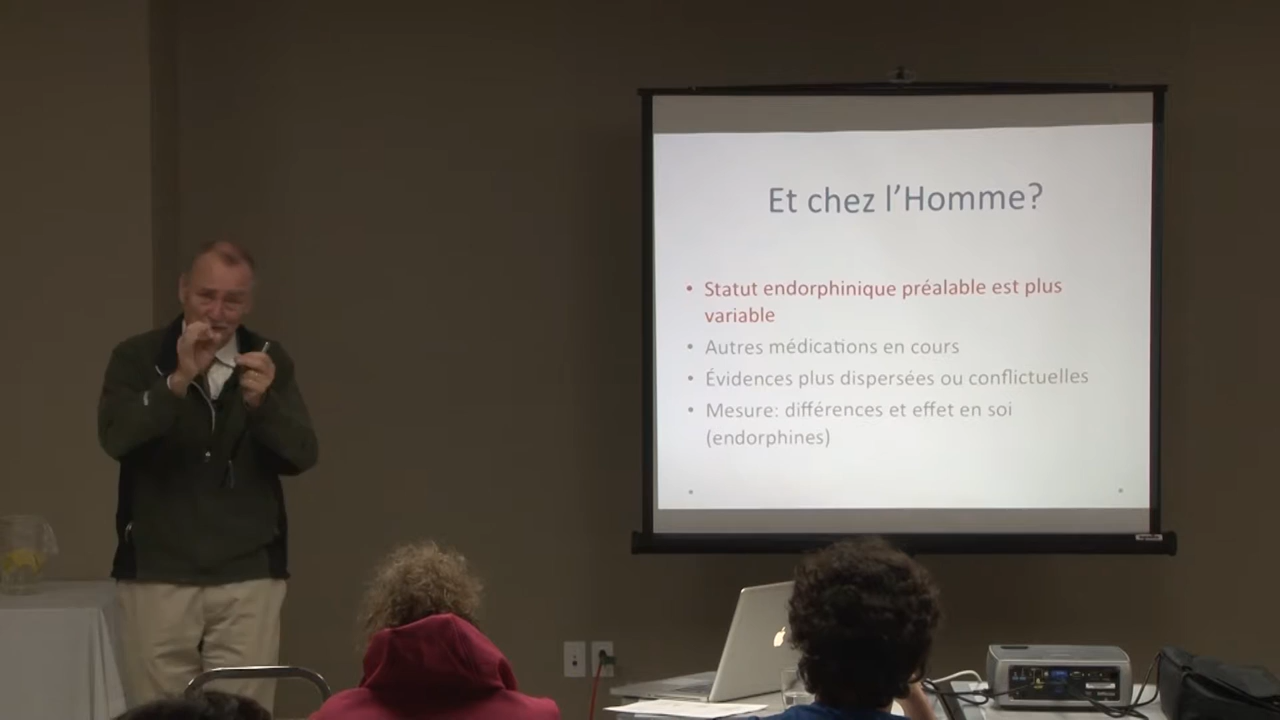 Et chez l'Homme?
• Statut endorphinique préalable est plus
variable
• Autres médications en cours
• Évidences plus dispersées ou conflictuelles
• Mesure: différences et effet en soi
(endorphines)